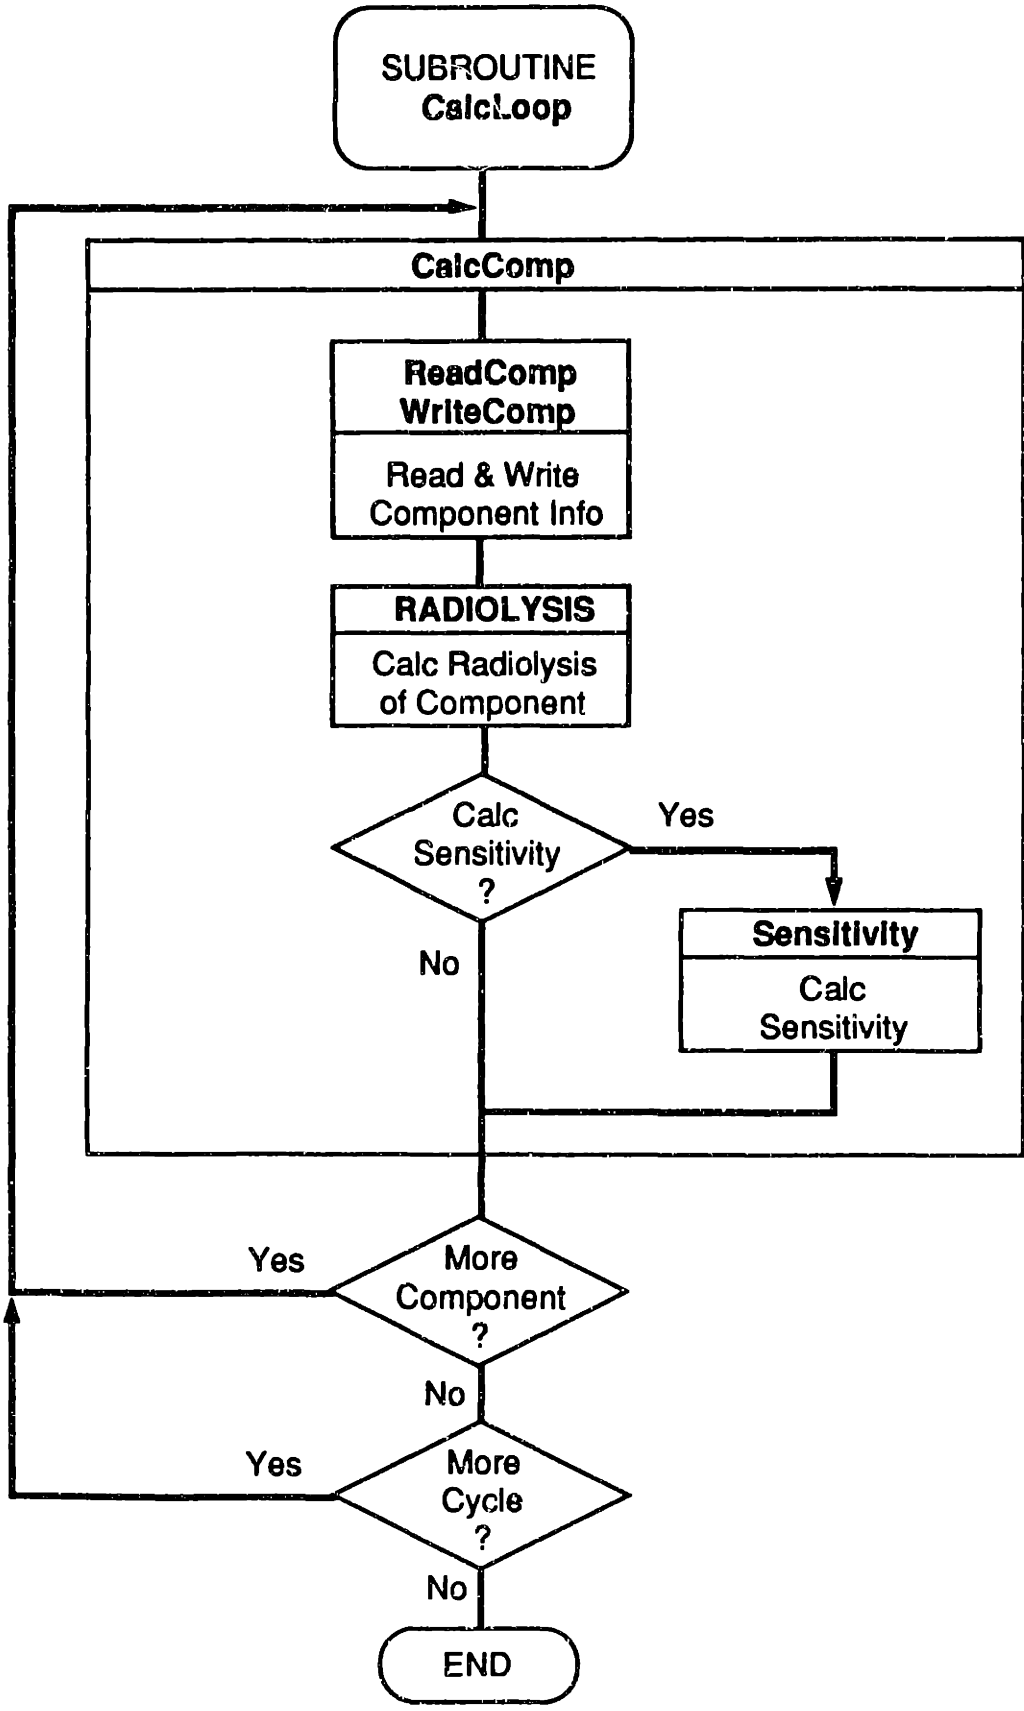 SUBROUTINE
CalcLoop
CalcComp
ReadComp
WriteComp
Read & Write
Component Info
RADIOLYSIS
Calc Radiolysis
of Component
Calc
Sensitivity
?
Yes
No
Sensitivity
Calc
Sensitivity
Yes
More
Component
?
No
Yes
More
Cycle
?
No
END